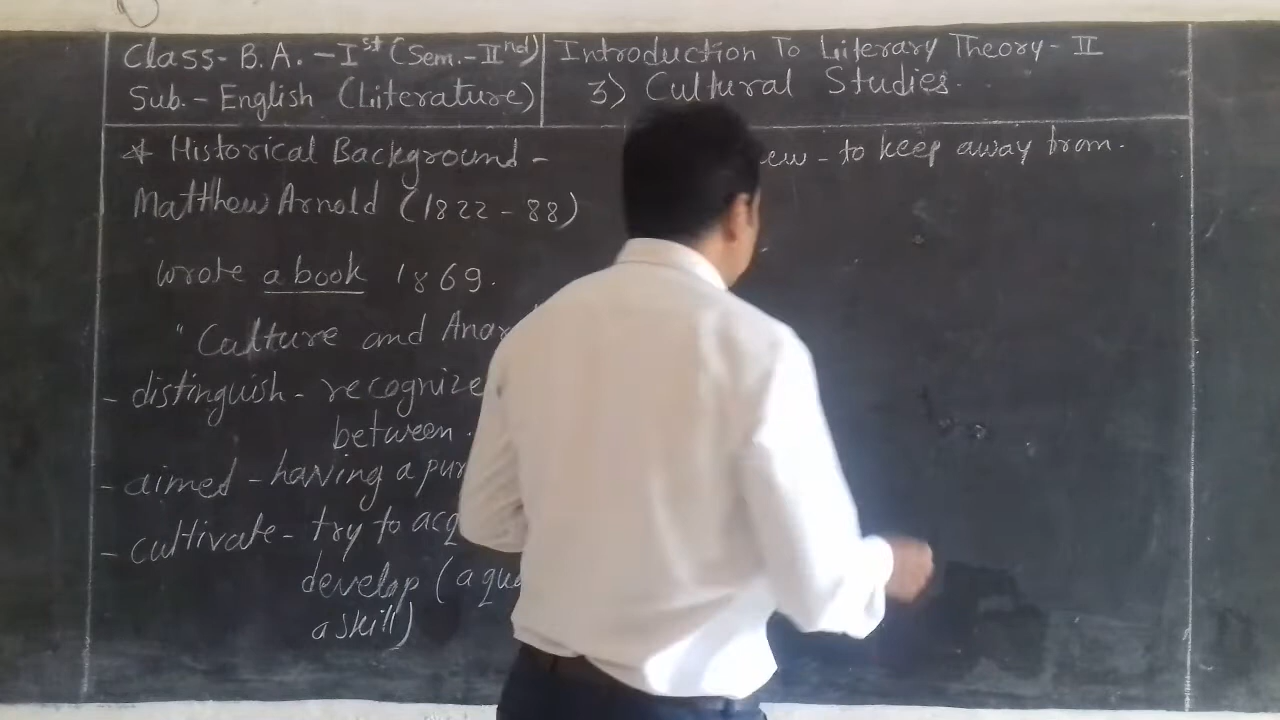 Class- B.A. - Ist (Sem.-IInd)
Sub. - English (Literature)
Introduction To Literary Theory - II
3) Cultural Studies.
* Historical Background -
Matthew Arnold (1822 - 88)
wrote a book 1869.
"Culture and
- distinguish - recognize
between.
- aimed - having a
- cultivate - try to
develop (a
a skill)
- to keep away from.